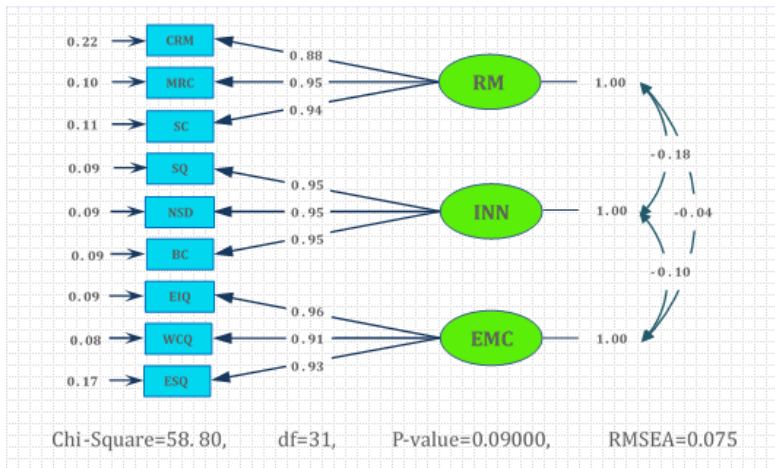 0.22 CRM
0.88
0.10 MRC 0.95 RM 1.00
0.94
0.11 SC
-0.18
0.09 SQ
0.95
0.09 NSD 0.95 INN 1.00 -0.04
0.95
0.09 BC
-0.10
0.09 EIQ
0.96
0.08 WCQ 0.91 EMC 1.00
0.93
0.17 ESQ
Chi-Square=58.80, df=31, P-value=0.09000, RMSEA=0.075